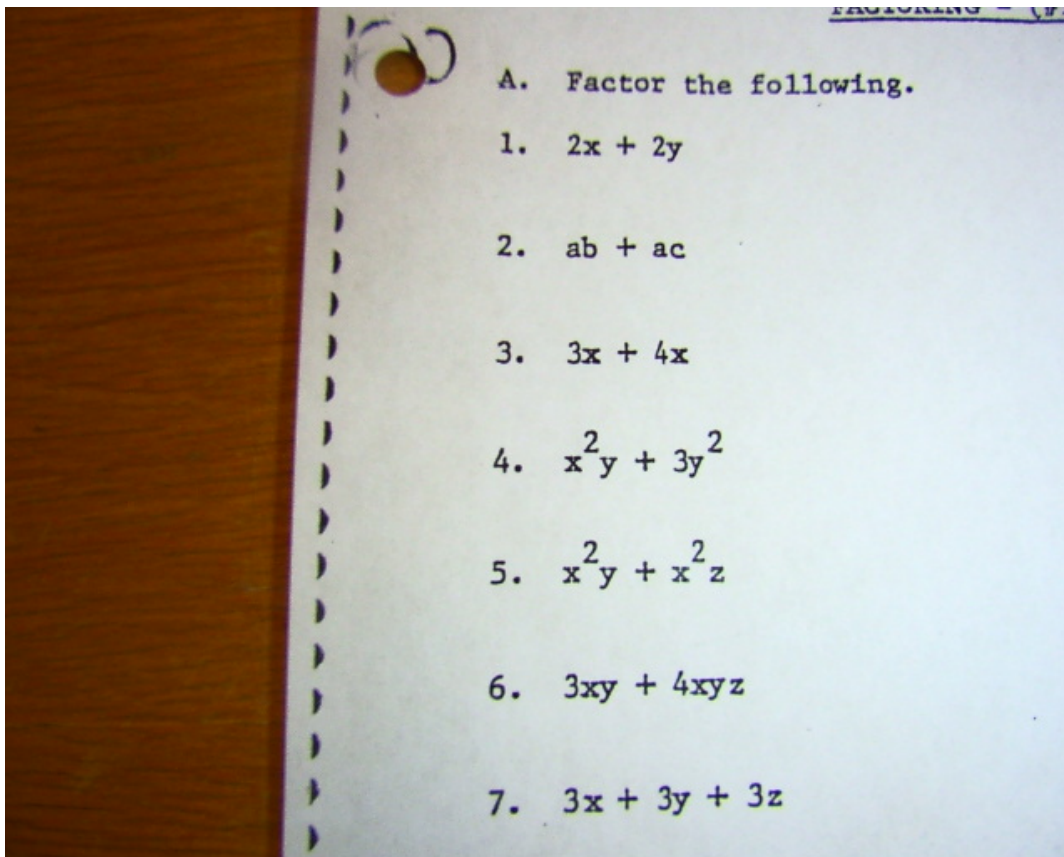 FACTORING - (
A. Factor the following.
1. 2x + 2y
2. ab + ac
3. 3x + 4x
4. x²y + 3y²
5. x²y + x²z
6. 3xy + 4xyz
7. 3x + 3y + 3z